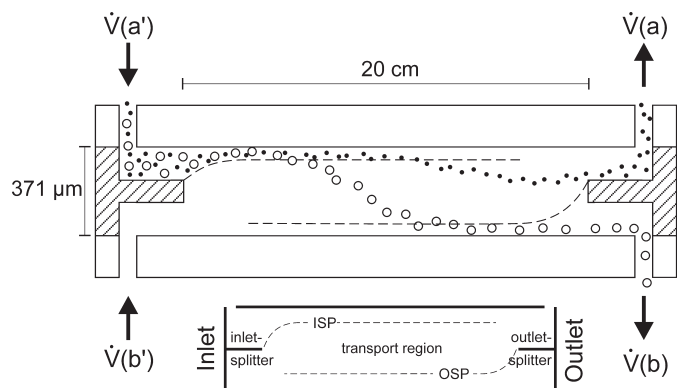 V̇(a')
V̇(a)
20 cm
371 µm
V̇(b')
V̇(b)
Inlet
inlet-
splitter
ISP
transport region
OSP
outlet-
splitter
Outlet